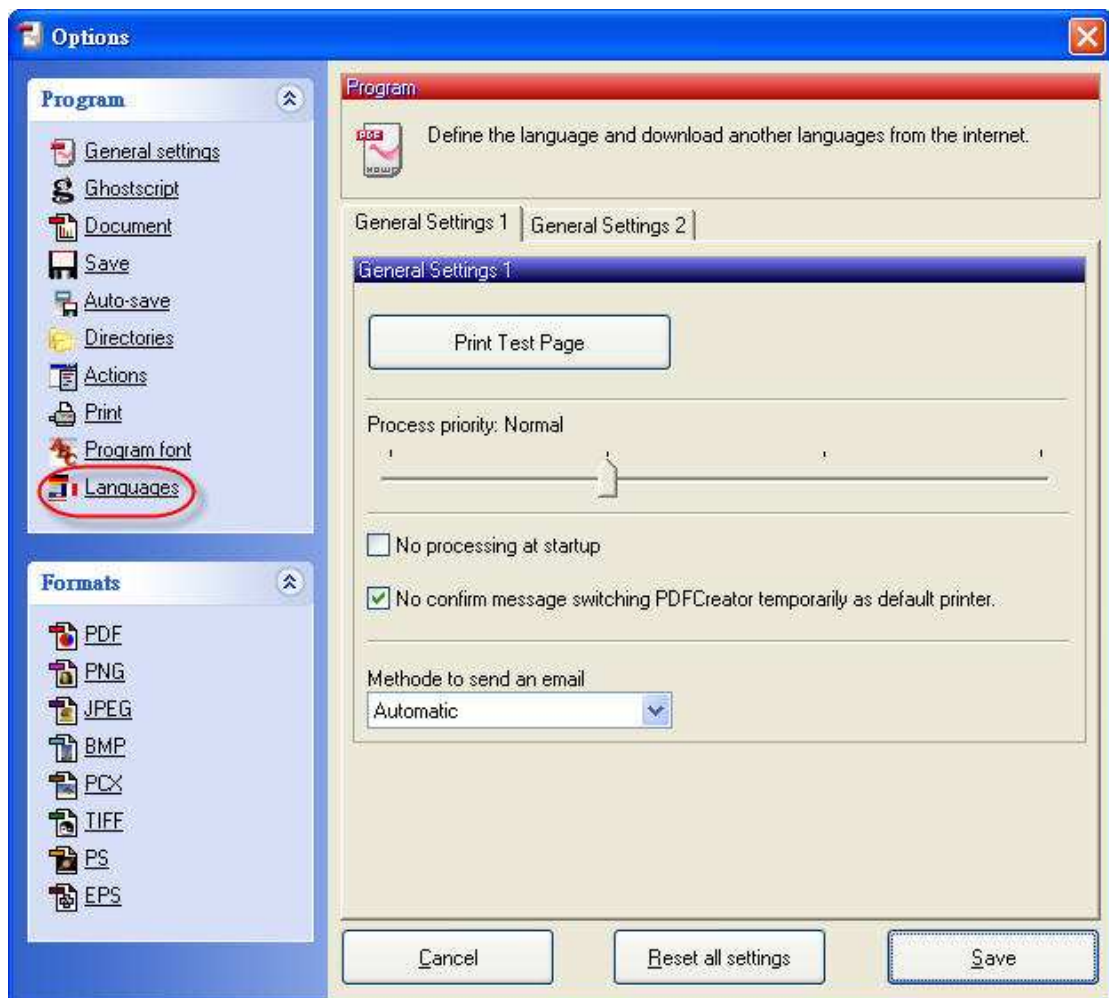 Options
Program
General settings
Ghostscript
Document
Save
Auto-save
Directories
Actions
Print
Program font
Languages
Formats
PDF
PNG
JPEG
BMP
PCX
TIFF
PS
EPS
Program
Define the language and download another languages from the internet.
General Settings 1
General Settings 2
General Settings 1
Print Test Page
Process priority: Normal
No processing at startup
No confirm message switching PDFCreator temporarily as default printer.
Methode to send an email
Automatic
Cancel
Reset all settings
Save